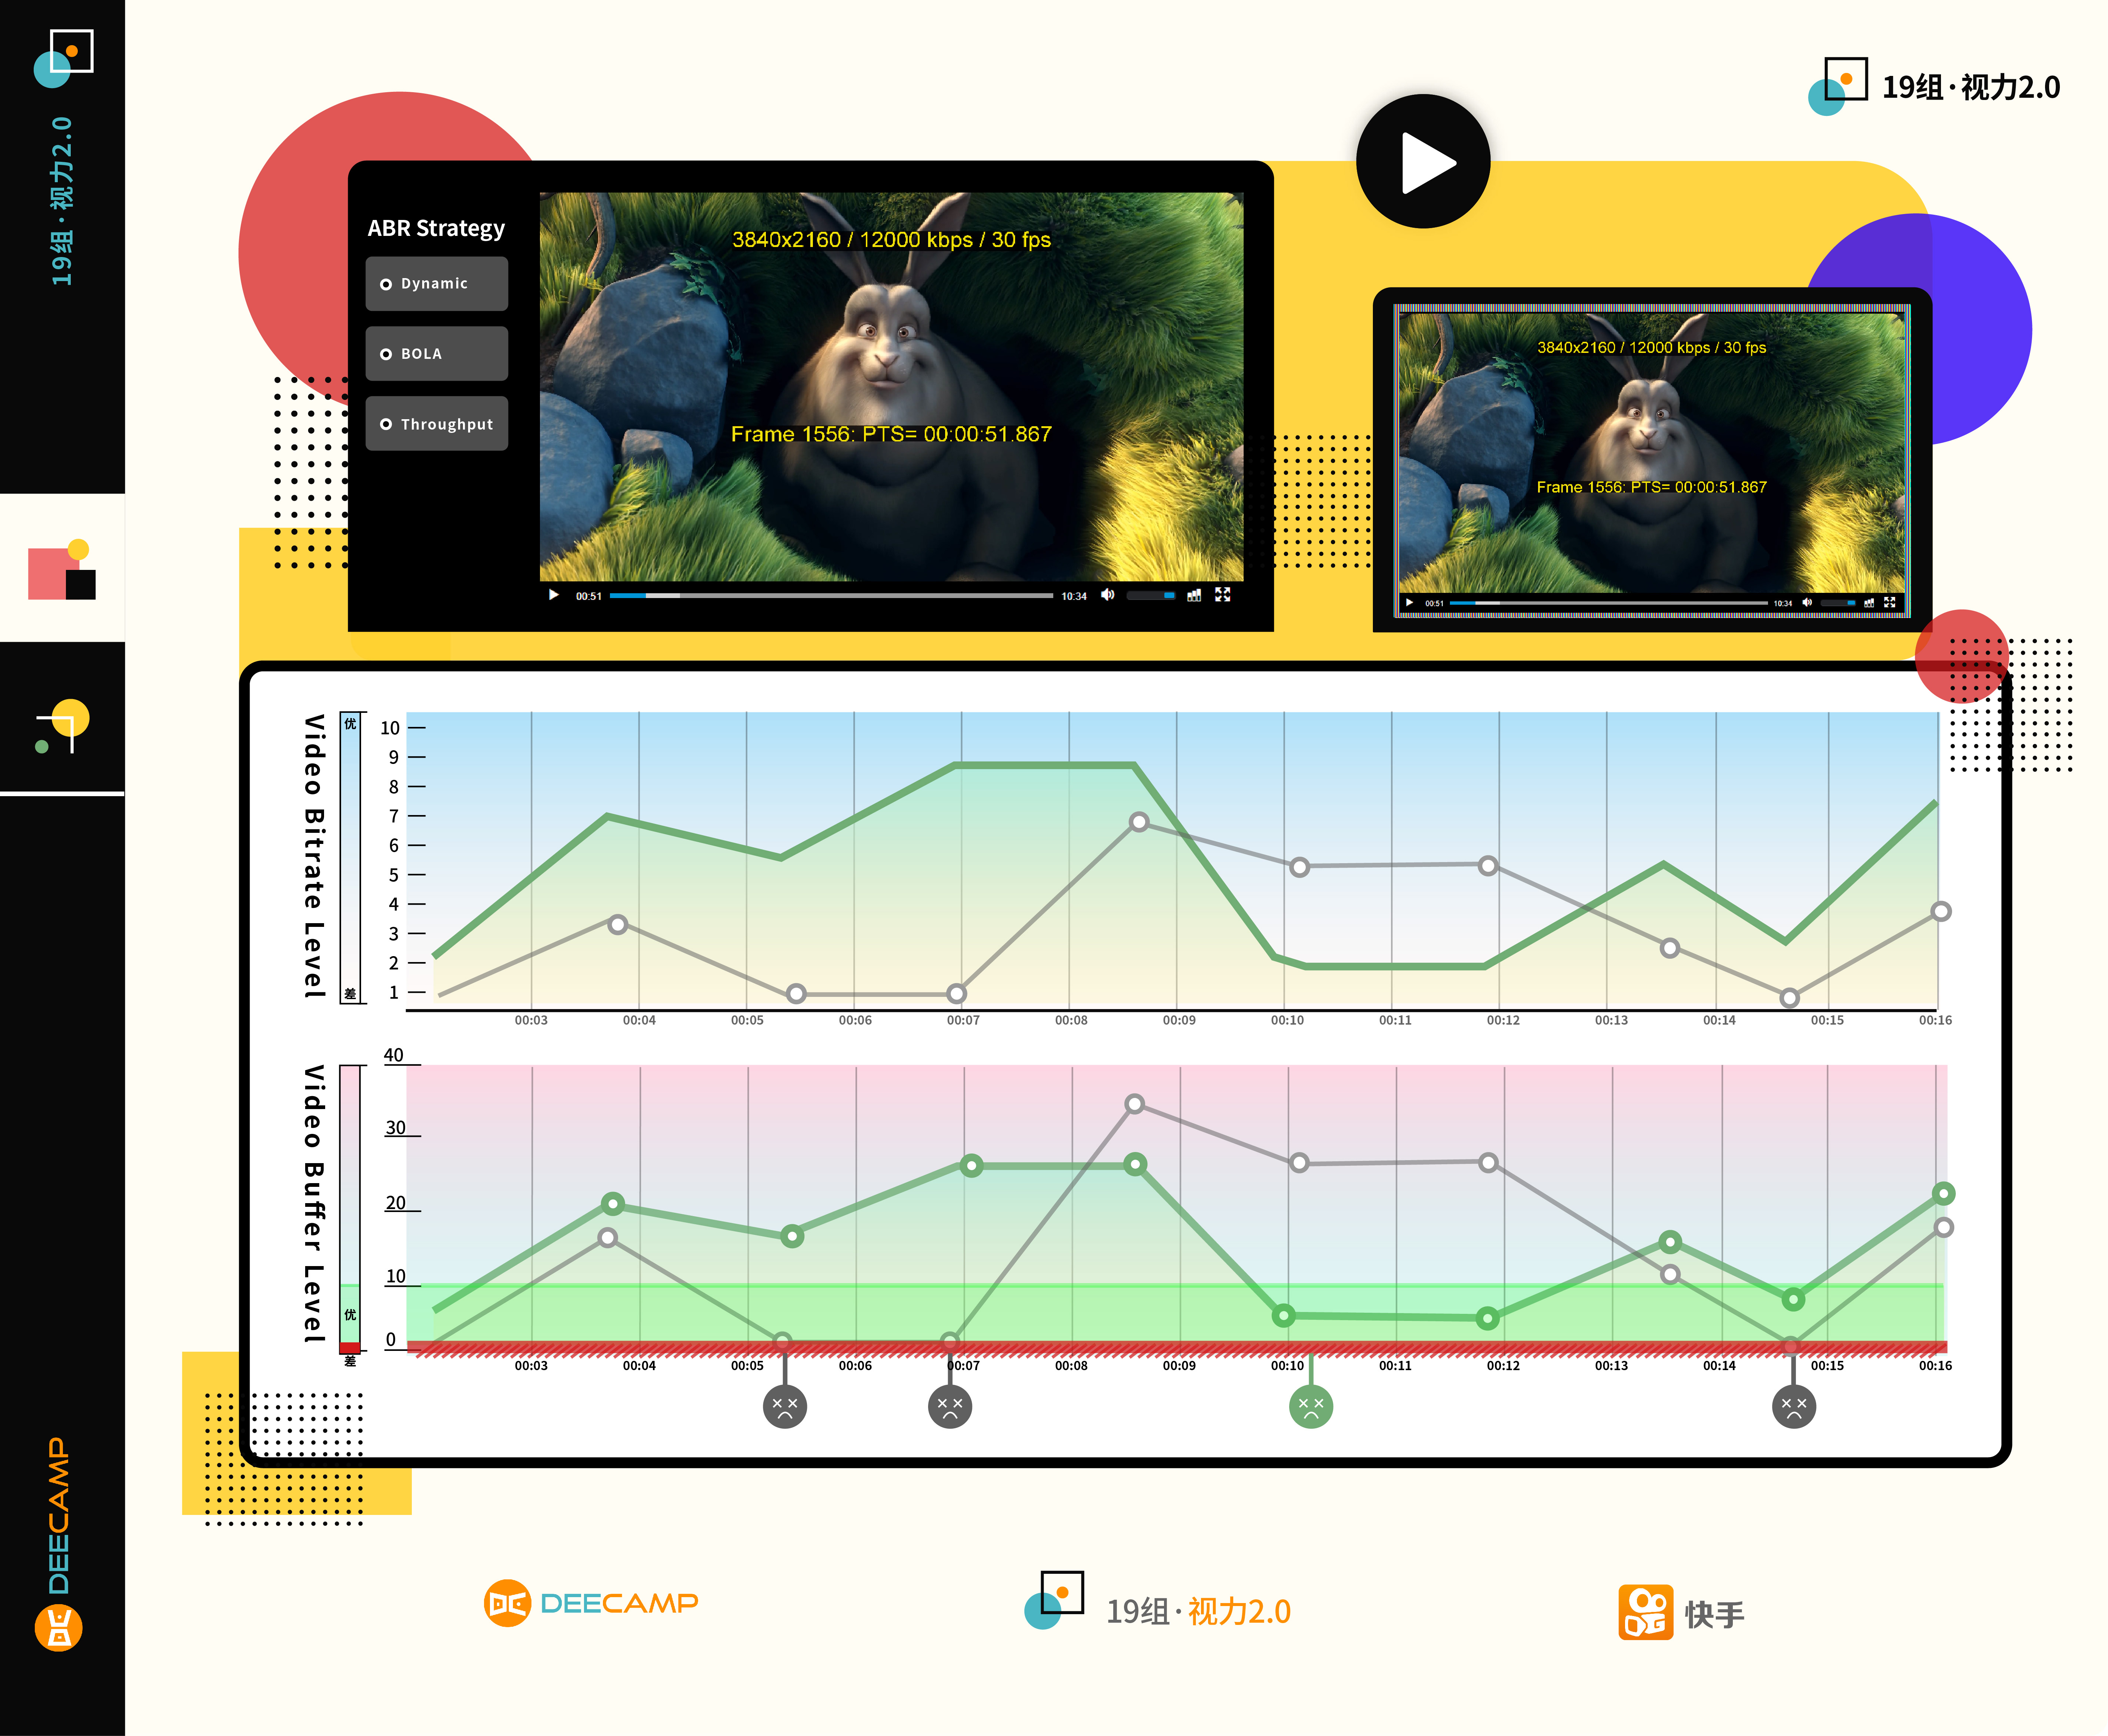 19组·视力2.0
DEECAMP
19组·视力2.0
ABR Strategy
Dynamic
BOLA
Throughput
3840x2160 / 12000 kbps / 30 fps
Frame 1556: PTS= 00:00:51.867
00:51
10:34
3840x2160 / 12000 kbps / 30 fps
Frame 1556: PTS= 00:00:51.867
00:51
10:34
Video Bitrate Level
优
差
10
9
8
7
6
5
4
3
2
1
00:03 00:04 00:05 00:06 00:07 00:08 00:09 00:10 00:11 00:12 00:13 00:14 00:15 00:16
Video Buffer Level
优
差
40
30
20
10
0
00:03 00:04 00:05 00:06 00:07 00:08 00:09 00:10 00:11 00:12 00:13 00:14 00:15 00:16
DEECAMP
19组·视力2.0
快手